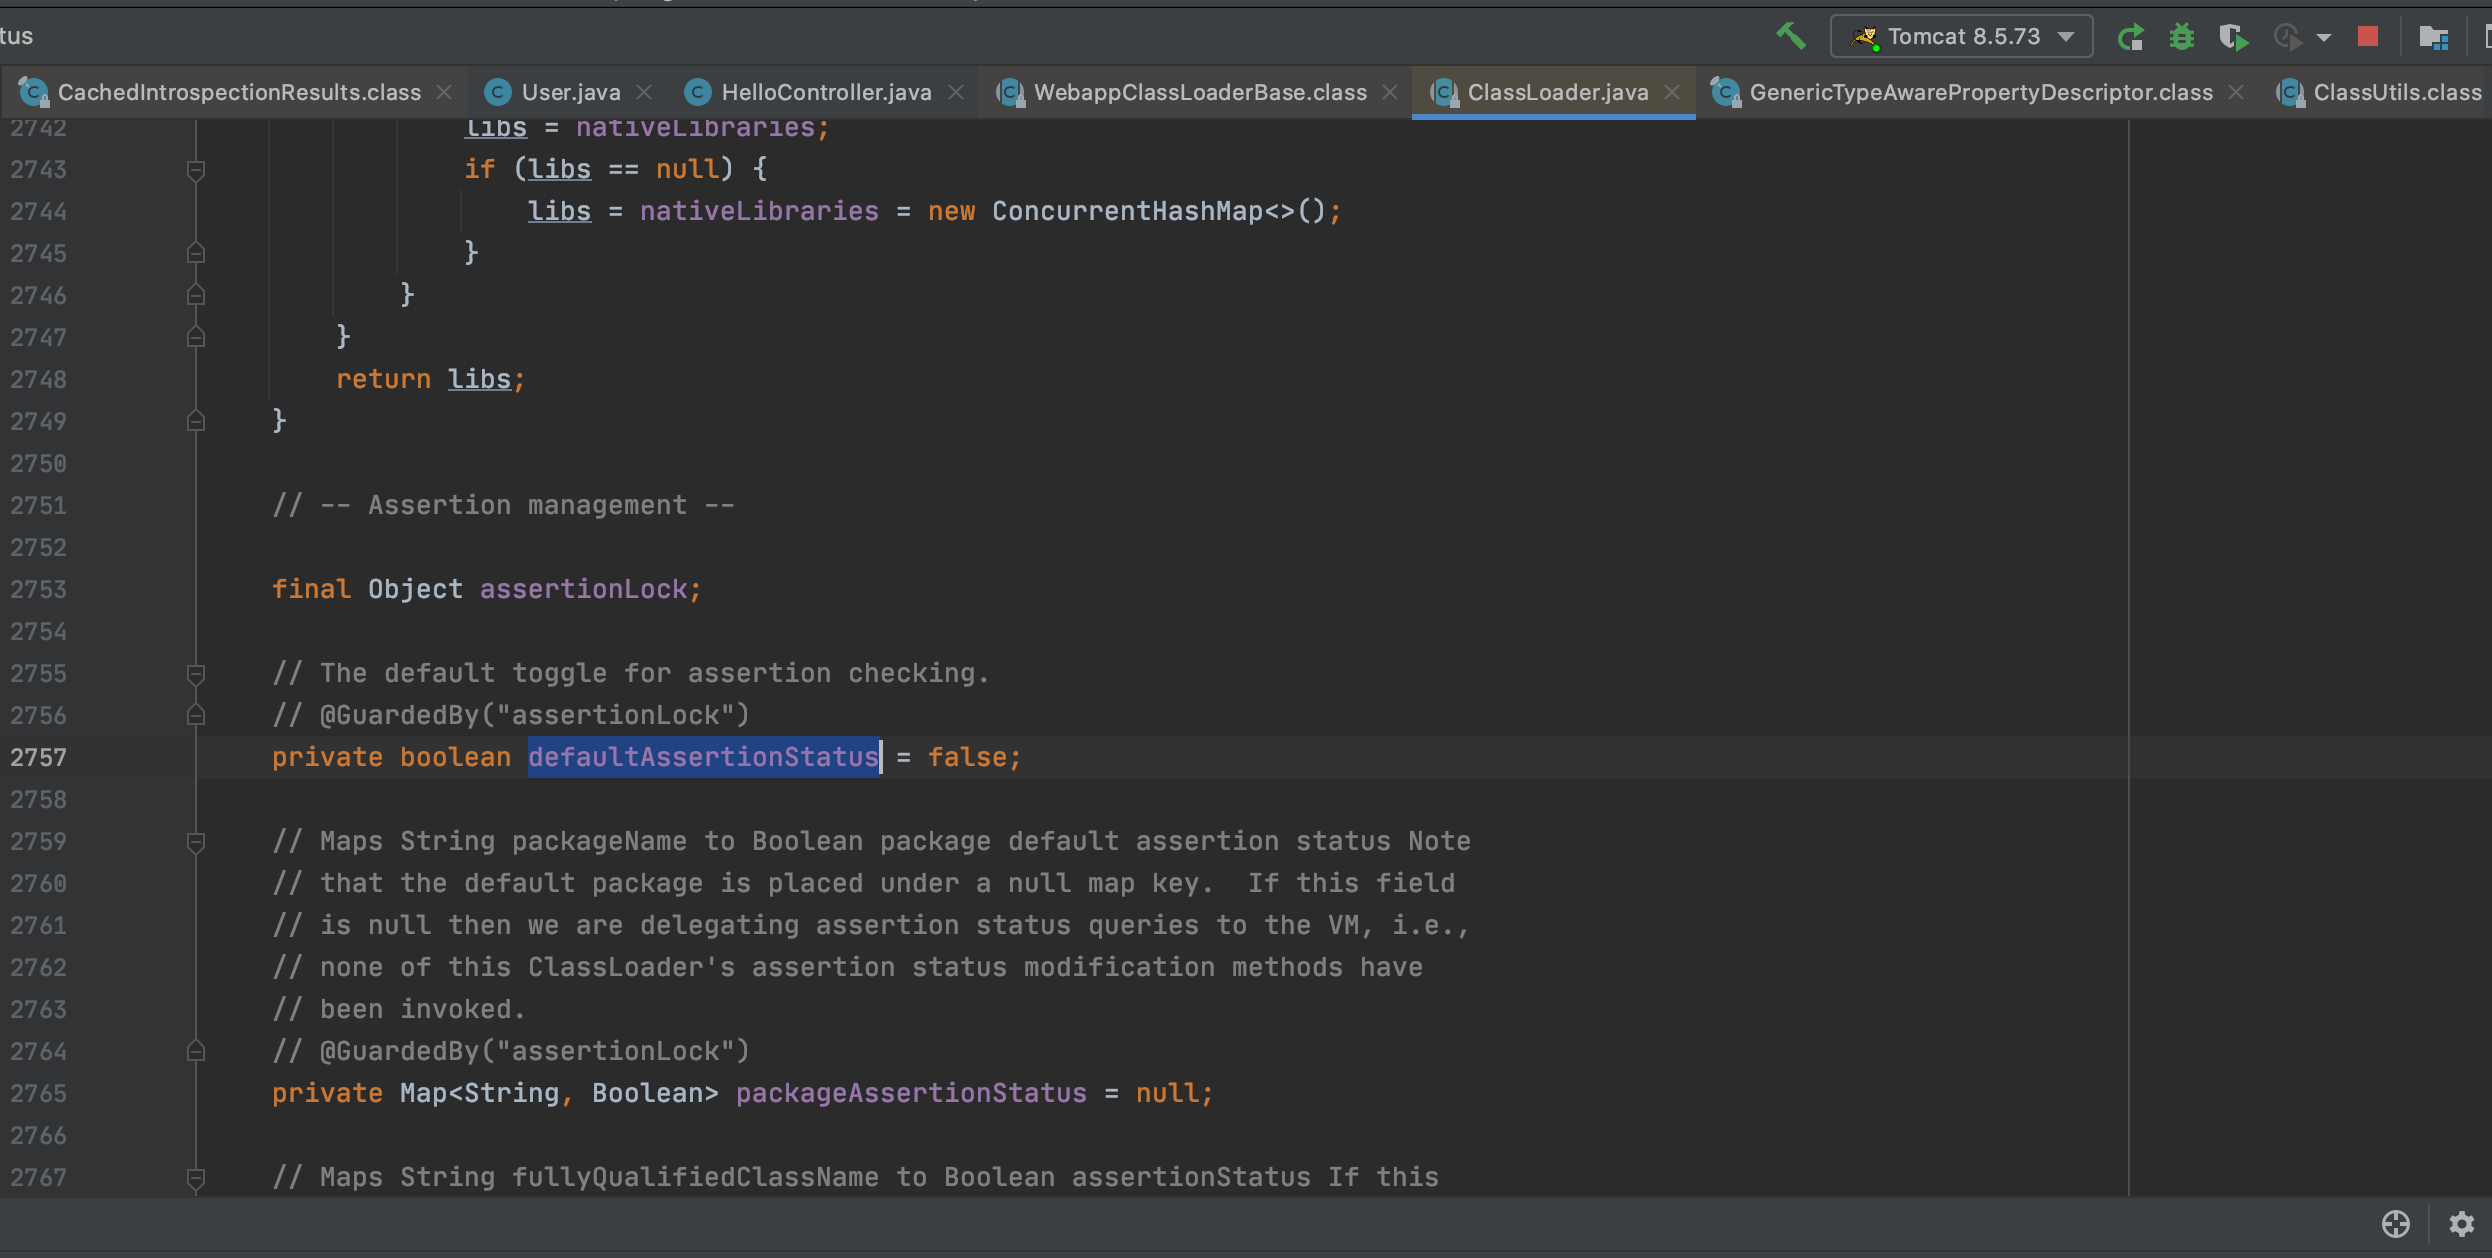 tus
Tomcat 8.5.73
CachedIntrospectionResults.class User.java HelloController.java WebappClassLoaderBase.class ClassLoader.java GenericTypeAwarePropertyDescriptor.class ClassUtils.class
2742 libs = nativeLibraries;
2743 if (libs == null) {
2744 libs = nativeLibraries = new ConcurrentHashMap<>();
2745 }
2746 }
2747 }
2748 return libs;
2749 }
2750
2751 // -- Assertion management --
2752
2753 final Object assertionLock;
2754
2755 // The default toggle for assertion checking.
2756 // @GuardedBy("assertionLock")
2757 private boolean defaultAssertionStatus = false;
2758
2759 // Maps String packageName to Boolean package default assertion status Note
2760 // that the default package is placed under a null map key.  If this field
2761 // is null then we are delegating assertion status queries to the VM, i.e.,
2762 // none of this ClassLoader's assertion status modification methods have
2763 // been invoked.
2764 // @GuardedBy("assertionLock")
2765 private Map<String, Boolean> packageAssertionStatus = null;
2766
2767 // Maps String fullyQualifiedClassName to Boolean assertionStatus If this